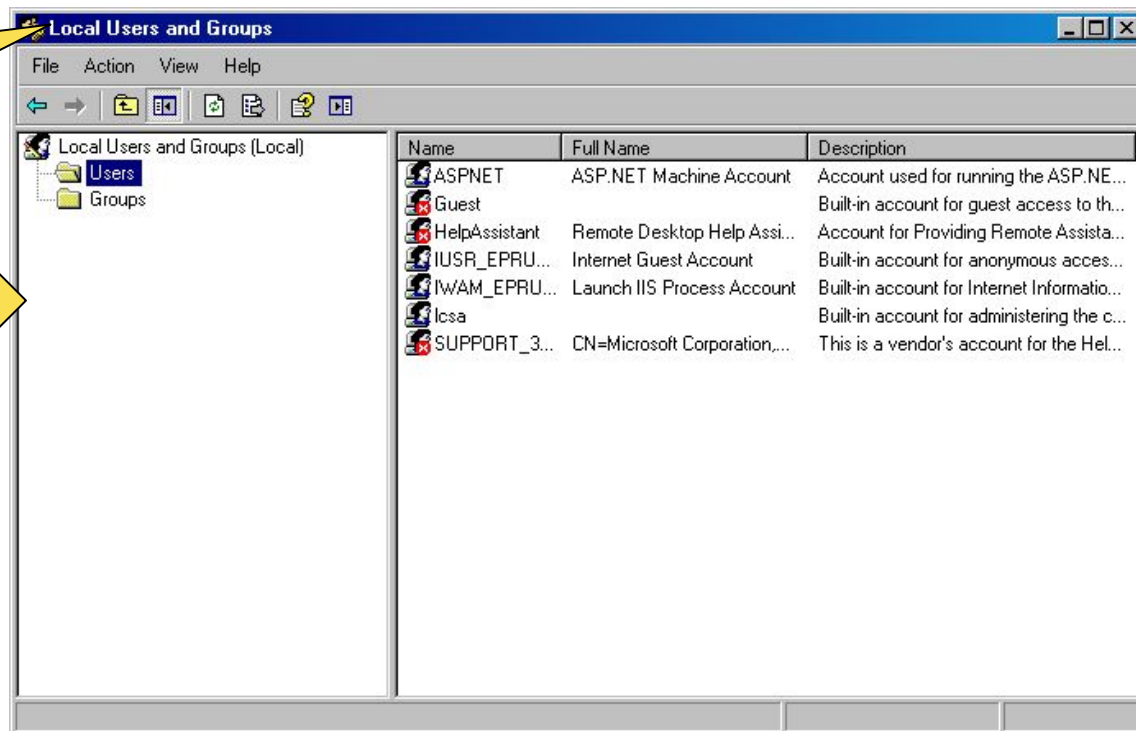 Local Users and Groups
File Action View Help
Local Users and Groups (Local)
Users
Groups
Name Full Name Description
ASPNET ASP.NET Machine Account Account used for running the ASP.NE...
Guest Built-in account for guest access to th...
HelpAssistant Remote Desktop Help Assi... Account for Providing Remote Assista...
IUSR_EPRU... Internet Guest Account Built-in account for anonymous acces...
IWAM_EPRU... Launch IIS Process Account Built-in account for Internet Informatio...
lcsa Built-in account for administering the c...
SUPPORT_3... CN=Microsoft Corporation,... This is a vendor's account for the Hel...